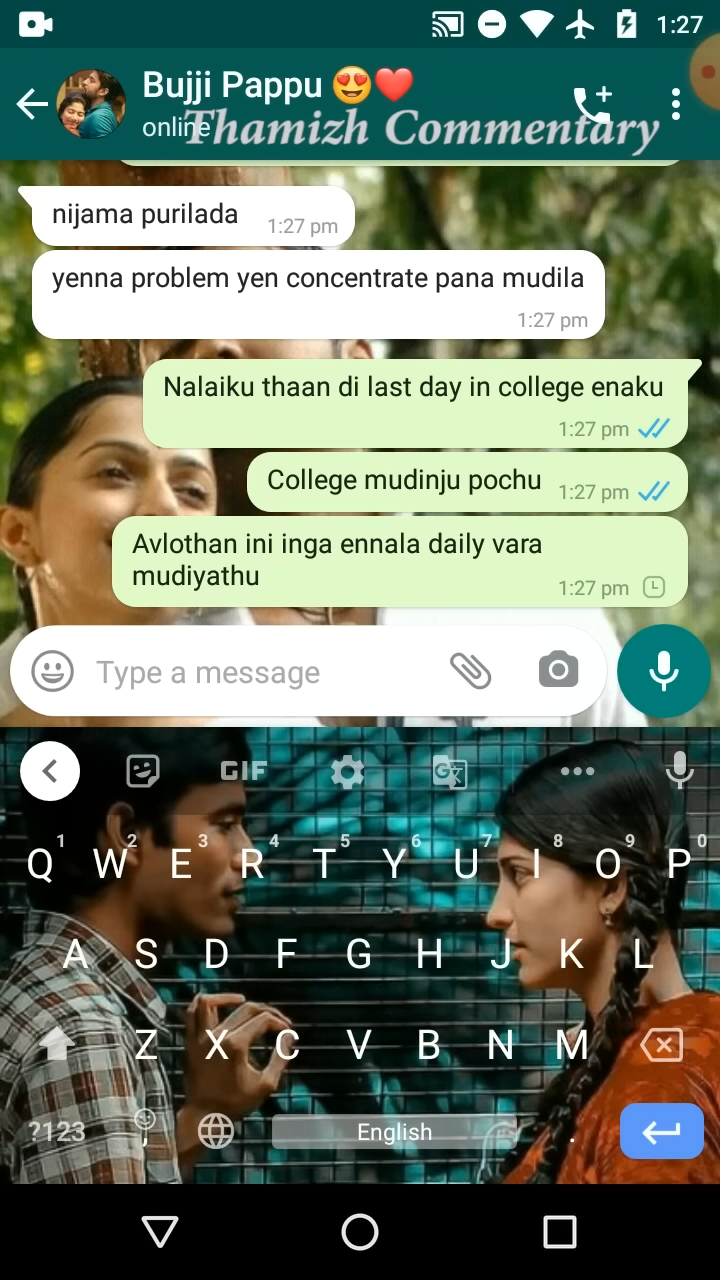 1:27
Bujji Pappu 😍❤️
online
Thamizh Commentary
nijama purilada 1:27 pm
yenna problem yen concentrate pana mudila
1:27 pm
Nalaiku thaan di last day in college enaku
1:27 pm
College mudinju pochu 1:27 pm
Avlothan ini inga ennala daily vara
mudiyathu
1:27 pm
Type a message
GIF
1 2 3 4 5 6 7 8 9 0
Q W E R T Y U I O P
A S D F G H J K L
Z X C V B N M
?123 , English .